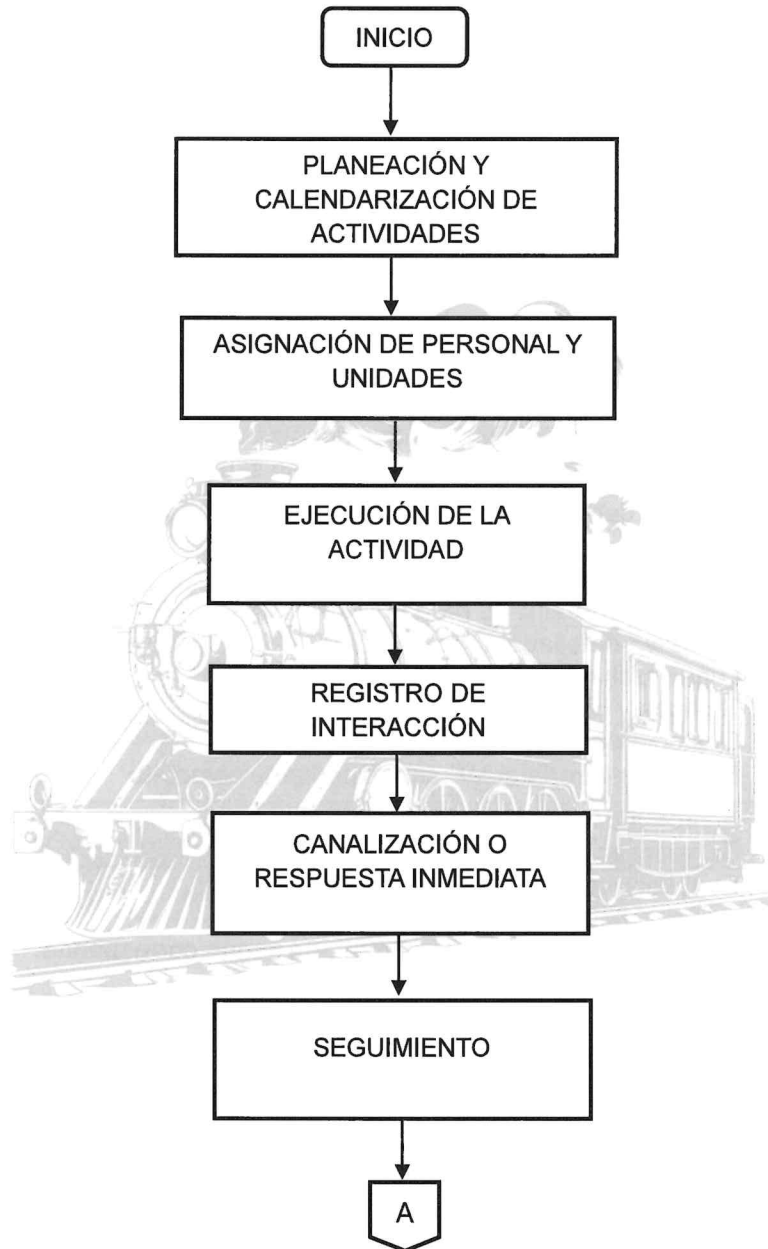 INICIO
PLANEACIÓN Y
CALENDARIZACIÓN DE
ACTIVIDADES
ASIGNACIÓN DE PERSONAL Y
UNIDADES
EJECUCIÓN DE LA
ACTIVIDAD
REGISTRO DE
INTERACCIÓN
CANALIZACIÓN O
RESPUESTA INMEDIATA
SEGUIMIENTO
A